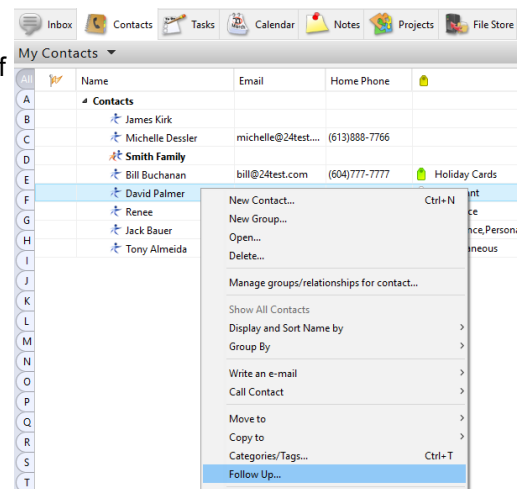 Inbox Contacts Tasks Calendar Notes Projects File Store
My Contacts
f
All Name Email Home Phone
A Contacts
B James Kirk
C Michelle Dessler michelle@24test.... (613)888-7766
D Smith Family
E Bill Buchanan bill@24test.com (604)777-7777 Holiday Cards
F David Palmer
G Renee
H Jack Bauer
I Tony Almeida
J
K
L
M
N
O
P
Q
R
S
T
New Contact... Ctrl+N
New Group...
Open...
Delete...
Manage groups/relationships for contact...
Show All Contacts
Display and Sort Name by
Group By
Write an e-mail
Call Contact
Move to
Copy to
Categories/Tags... Ctrl+T
Follow Up...